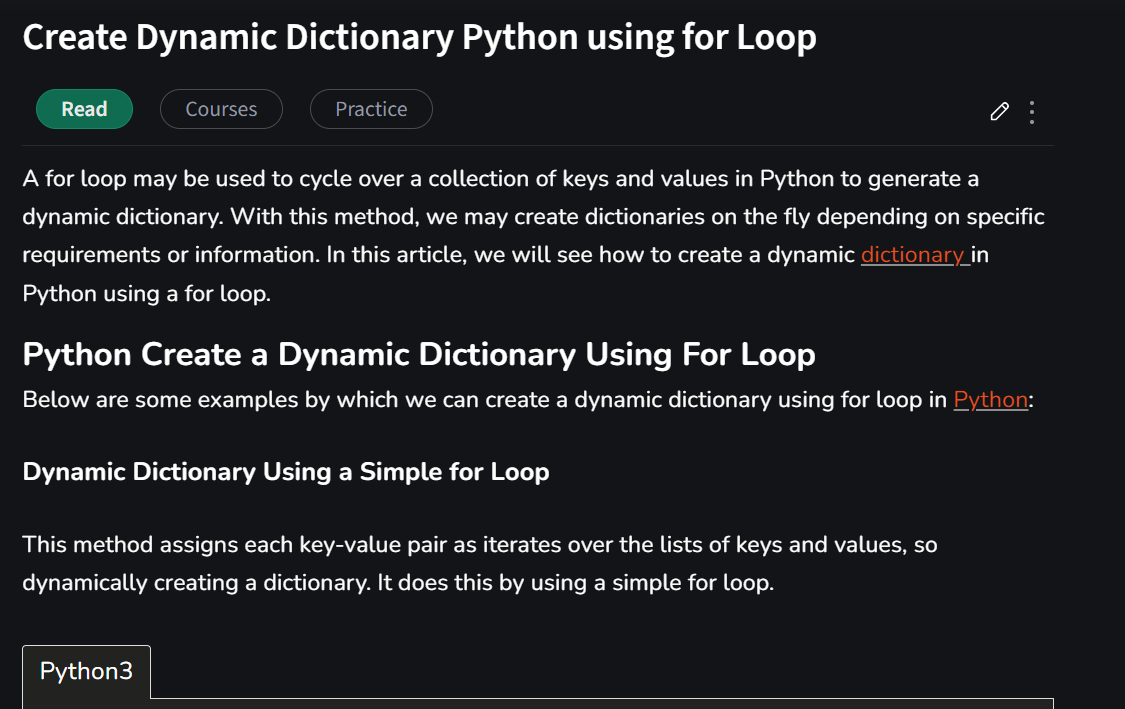 Create Dynamic Dictionary Python using for Loop
Read
Courses
Practice
A for loop may be used to cycle over a collection of keys and values in Python to generate a
dynamic dictionary. With this method, we may create dictionaries on the fly depending on specific
requirements or information. In this article, we will see how to create a dynamic dictionary in
Python using a for loop.
Python Create a Dynamic Dictionary Using For Loop
Below are some examples by which we can create a dynamic dictionary using for loop in Python:
Dynamic Dictionary Using a Simple for Loop
This method assigns each key-value pair as iterates over the lists of keys and values, so
dynamically creating a dictionary. It does this by using a simple for loop.
Python3